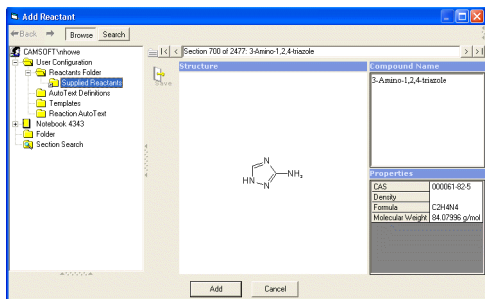 Add Reactant
Back Browse Search
CAMSOFT\rhowe
User Configuration
Reactants Folder
Supplied Reactants
AutoText Definitions
Templates
Reaction AutoText
Notebook 4343
Folder
Section Search
Section 700 of 2477: 3-Amino-1,2,4-triazole
Save
Structure
N
HN N NH₂
Compound Name
3-Amino-1,2,4-triazole
Properties
CAS 000061-82-5
Density
Formula C2H4N4
Molecular Weight 84.07996 g/mol
Add Cancel